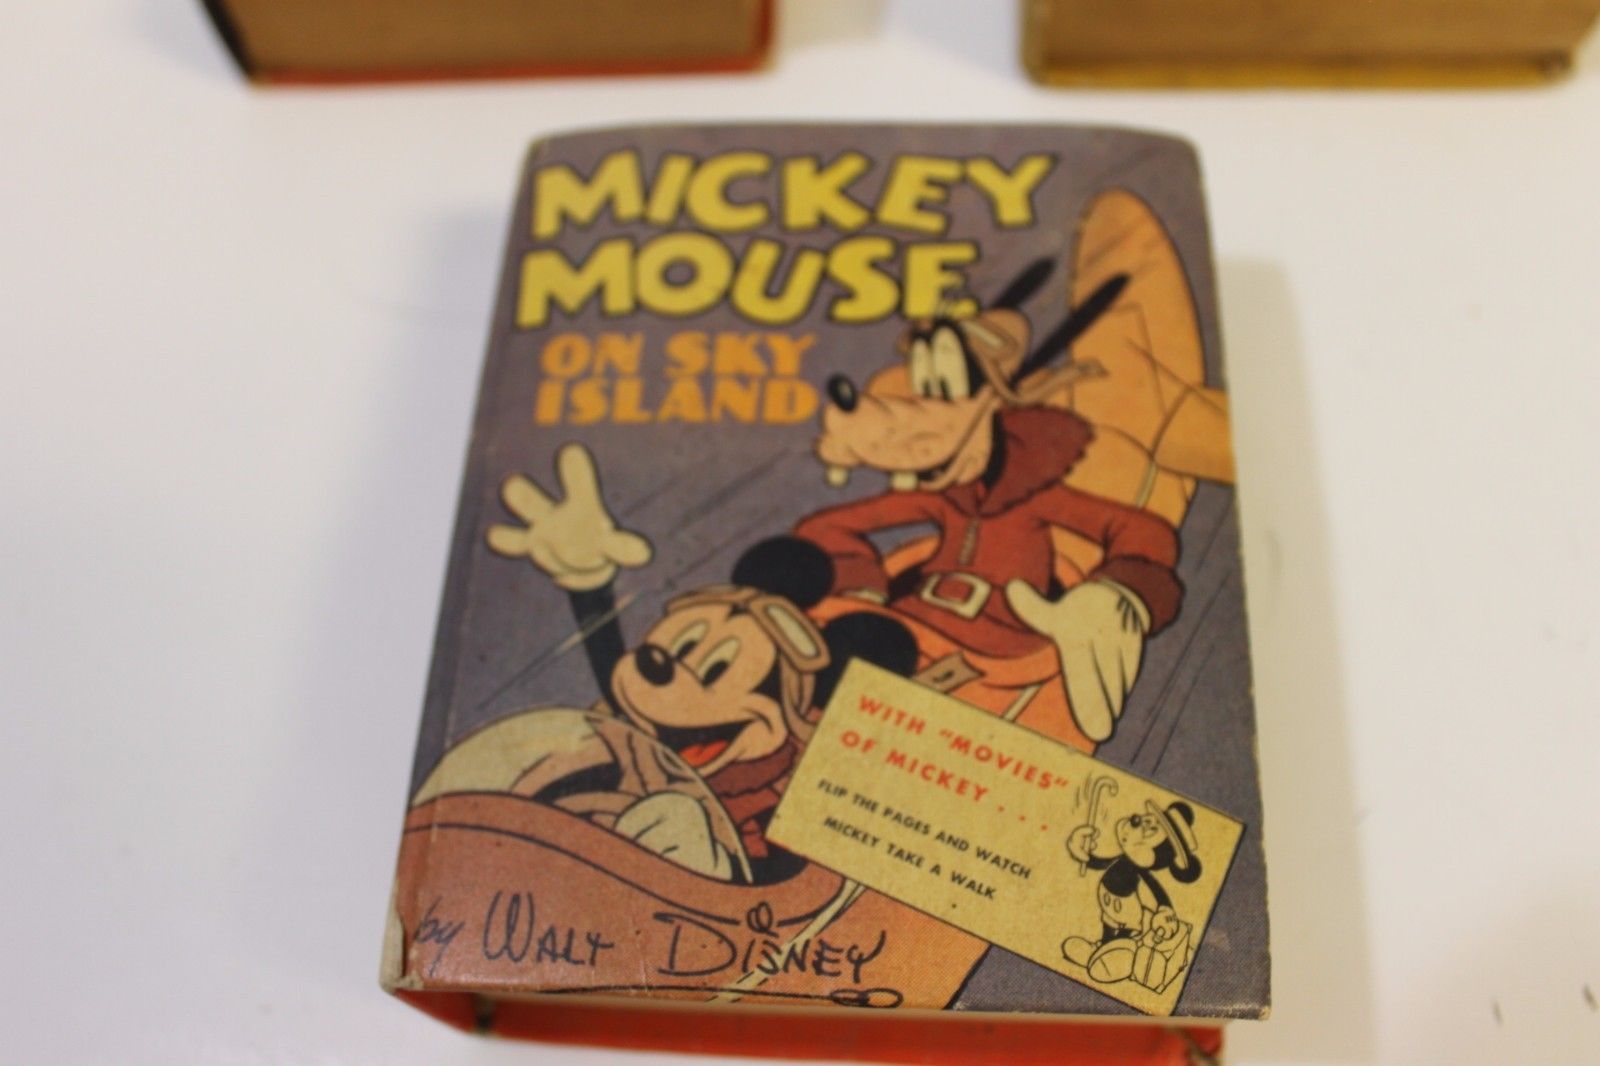 MICKEY
MOUSE
ON SKY
ISLAND
WITH "MOVIES"
OF MICKEY . . .
FLIP THE PAGES AND WATCH
MICKEY TAKE A WALK
by WALT DISNEY